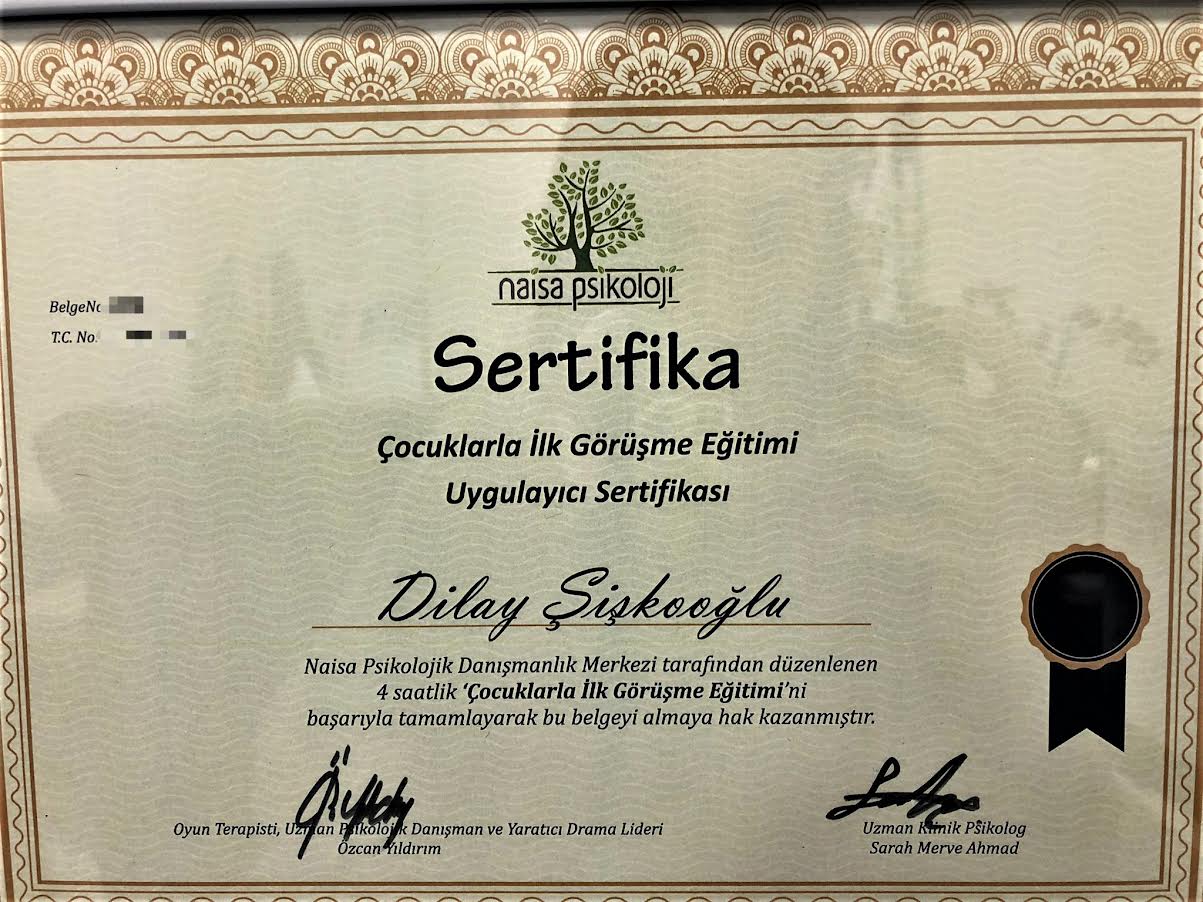 naisa psikoloji
BelgeNo
T.C. No:
Sertifika
Çocuklarla İlk Görüşme Eğitimi
Uygulayıcı Sertifikası
Dilay Şişkooğlu
Naisa Psikolojik Danışmanlık Merkezi tarafından düzenlenen
4 saatlik ‘Çocuklarla İlk Görüşme Eğitimi’ni
başarıyla tamamlayarak bu belgeyi almaya hak kazanmıştır.
Oyun Terapisti, Uzman Psikolojik Danışman ve Yaratıcı Drama Lideri
Özcan Yıldırım
Uzman Klinik Psikolog
Sarah Merve Ahmad